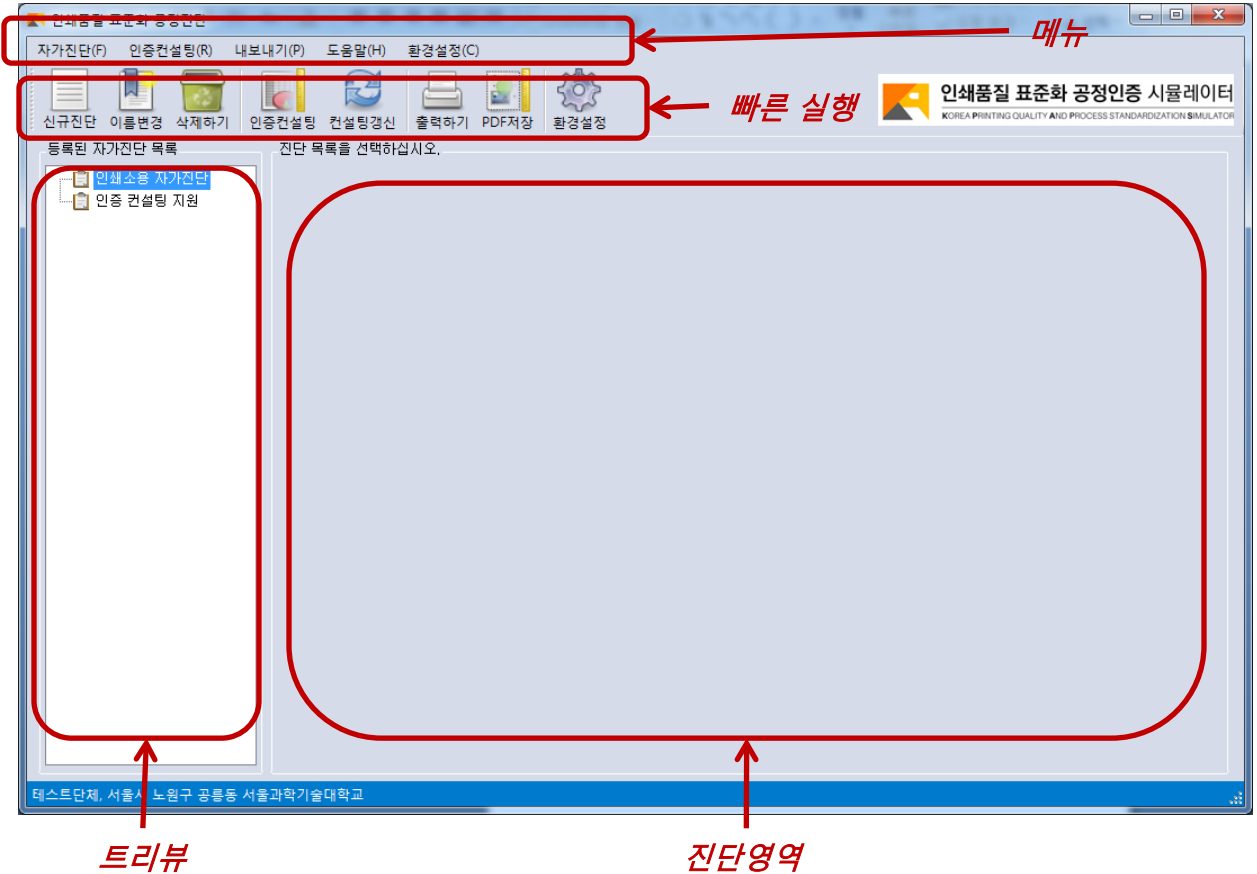 인쇄품질 표준화 공정진단
메뉴
자가진단(F) 인증컨설팅(R) 내보내기(P) 도움말(H) 환경설정(C)
신규진단 이름변경 삭제하기 인증컨설팅 컨설팅갱신 출력하기 PDF저장 환경설정
빠른 실행
인쇄품질 표준화 공정인증 시뮬레이터
KOREA PRINTING QUALITY AND PROCESS STANDARDIZATION SIMULATOR
등록된 자가진단 목록
진단 목록을 선택하십시오.
인쇄소용 자가진단
인증 컨설팅 지원
테스트단체, 서울시 노원구 공릉동 서울과학기술대학교
트리뷰
진단영역